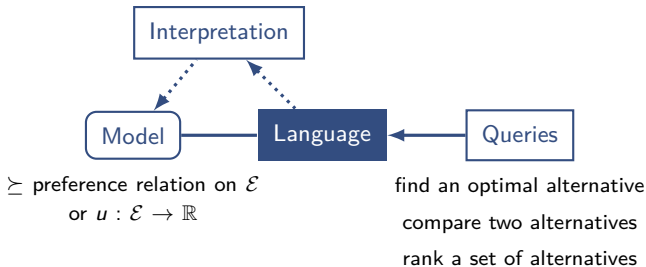 Interpretation
Model
Language
Queries
⪰ preference relation on ℰ
or u : ℰ → ℝ
find an optimal alternative
compare two alternatives
rank a set of alternatives